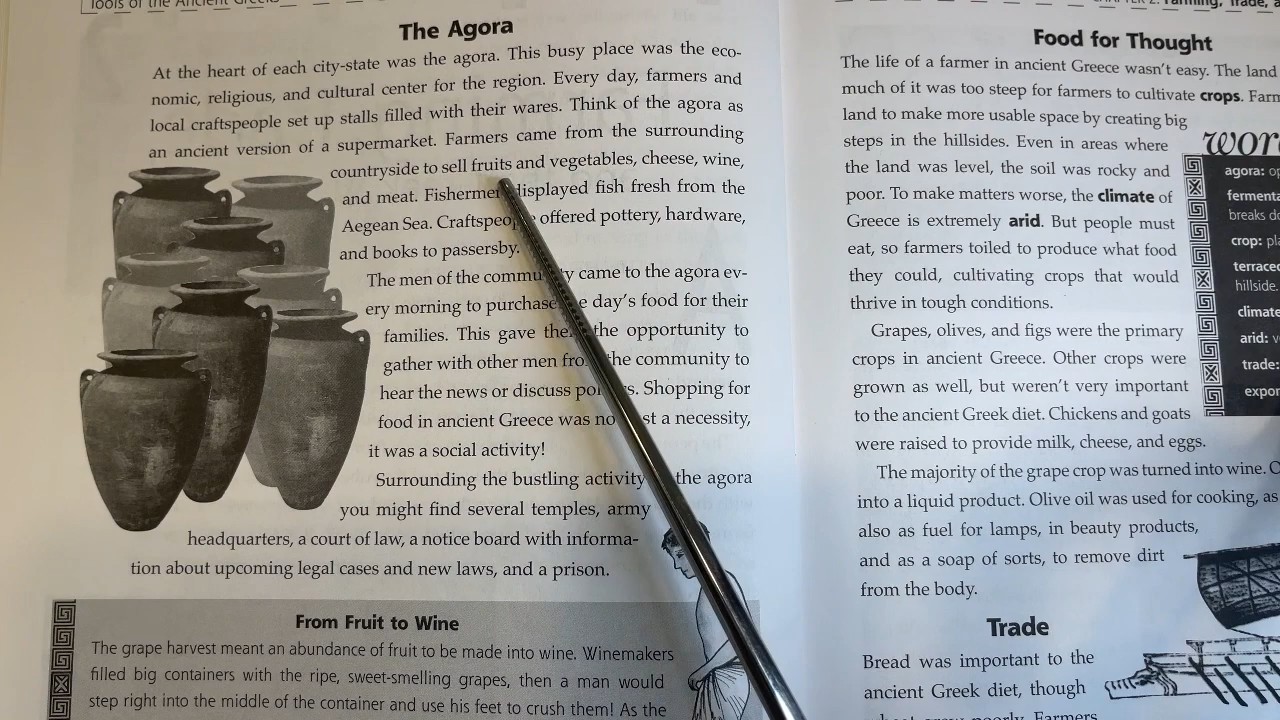 Tools of the Ancient Greeks
The Agora
At the heart of each city-state was the agora. This busy place was the eco-
nomic, religious, and cultural center for the region. Every day, farmers and
local craftspeople set up stalls filled with their wares. Think of the agora as
an ancient version of a supermarket. Farmers came from the surrounding
countryside to sell fruits and vegetables, cheese, wine,
and meat. Fishermen displayed fish fresh from the
Aegean Sea. Craftspeople offered pottery, hardware,
and books to passersby.
The men of the community came to the agora ev-
ery morning to purchase the day's food for their
families. This gave them the opportunity to
gather with other men from the community to
hear the news or discuss politics. Shopping for
food in ancient Greece was not just a necessity,
it was a social activity!
Surrounding the bustling activity the agora
you might find several temples, army
headquarters, a court of law, a notice board with informa-
tion about upcoming legal cases and new laws, and a prison.
From Fruit to Wine
The grape harvest meant an abundance of fruit to be made into wine. Winemakers
filled big containers with the ripe, sweet-smelling grapes, then a man would
step right into the middle of the container and use his feet to crush them! As the
CHAPTER 2: Farming, Trade,
Food for Thought
The life of a farmer in ancient Greece wasn't easy. The land
much of it was too steep for farmers to cultivate crops.
land to make more usable space by creating big
steps in the hillsides. Even in areas where
the land was level, the soil was rocky and
poor. To make matters worse, the climate of
Greece is extremely arid. But people must
eat, so farmers toiled to produce what food
they could, cultivating crops that would
thrive in tough conditions.
Grapes, olives, and figs were the primary
crops in ancient Greece. Other crops were
grown as well, but weren't very important
to the ancient Greek diet. Chickens and goats
were raised to provide milk, cheese, and eggs.
The majority of the grape crop was turned into wine.
into a liquid product. Olive oil was used for cooking, as
also as fuel for lamps, in beauty products,
and as a soap of sorts, to remove dirt
from the body.
Trade
Bread was important to the
ancient Greek diet, though
wheat grew poorly. Farmers
agora:
breaks
crop:
hillside.
climate
arid:
trade: